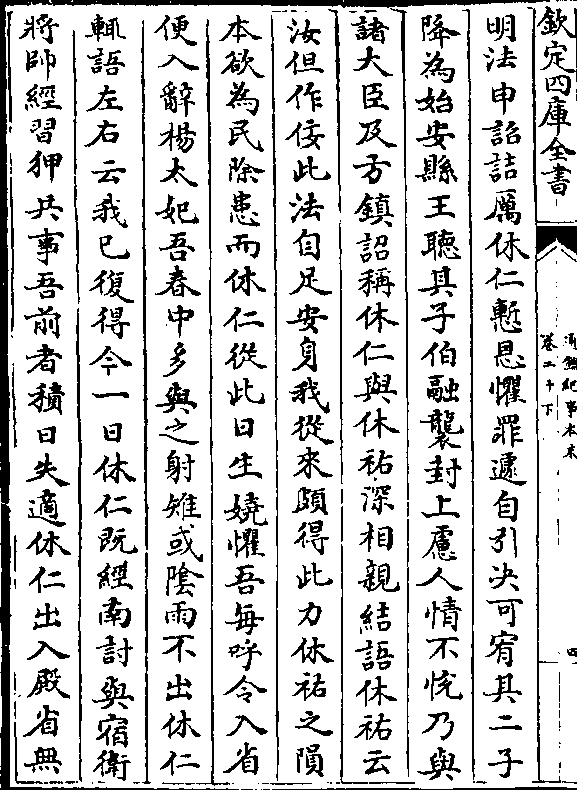 欽定四庫全書
通鑑紀事本末
卷二十下
四
明法申詔詰厲休仁慙恩懼罪遽自引決可宥其二子
降為始安縣王聽其子伯融襲封上慮人情不悦乃與
諸大臣及方鎮詔稱休仁與休祐深相親結語休祐云
汝但作佞此法自足安身我從來頗得此力休祐之隕
本欲為民除患而休仁從此日生嬈懼吾每呼令入省
便入辭楊太妃吾春中多與之射雉或隂雨不出休仁
輒語左右云我已復得今一日休仁既經南討與宿衛
將帥經習狎共事吾前者積日失適休仁出入殿省無